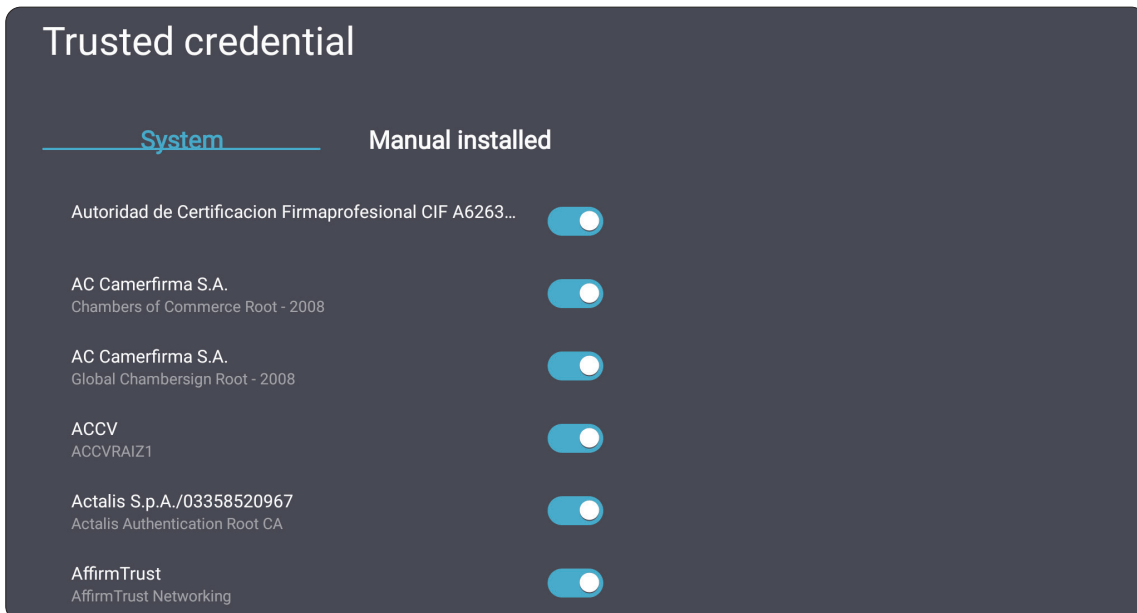 Trusted credential
System
Manual installed
Autoridad de Certificacion Firmaprofesional CIF A6263...
AC Camerfirma S.A.
Chambers of Commerce Root - 2008
AC Camerfirma S.A.
Global Chambersign Root - 2008
ACCV
ACCVRAIZ1
Actalis S.p.A./03358520967
Actalis Authentication Root CA
AffirmTrust
AffirmTrust Networking